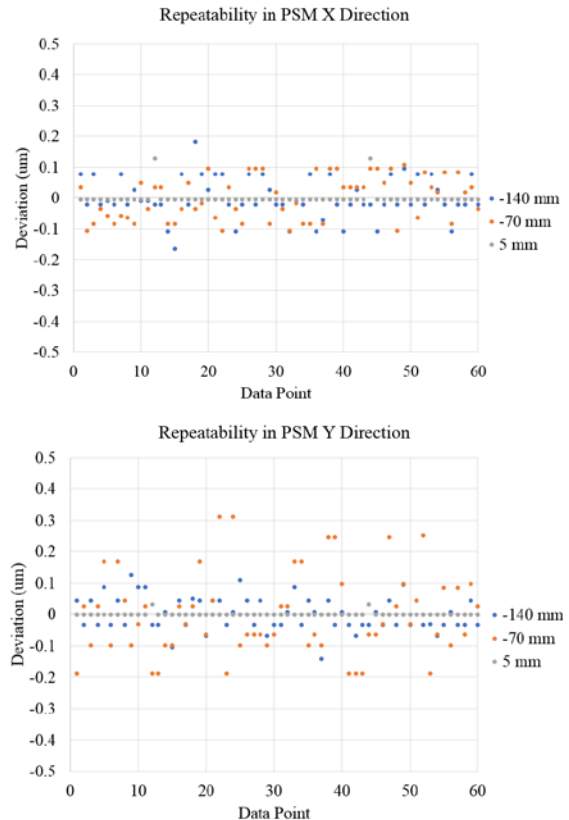 Repeatability in PSM X Direction
0.5
0.4
0.3
0.2
0.1
0
-0.1
-0.2
-0.3
-0.4
-0.5
0 10 20 30 40 50 60
Deviation (um)
Data Point
-140 mm
-70 mm
5 mm
Repeatability in PSM Y Direction
0.5
0.4
0.3
0.2
0.1
0
-0.1
-0.2
-0.3
-0.4
-0.5
0 10 20 30 40 50 60
Deviation (um)
Data Point
-140 mm
-70 mm
5 mm